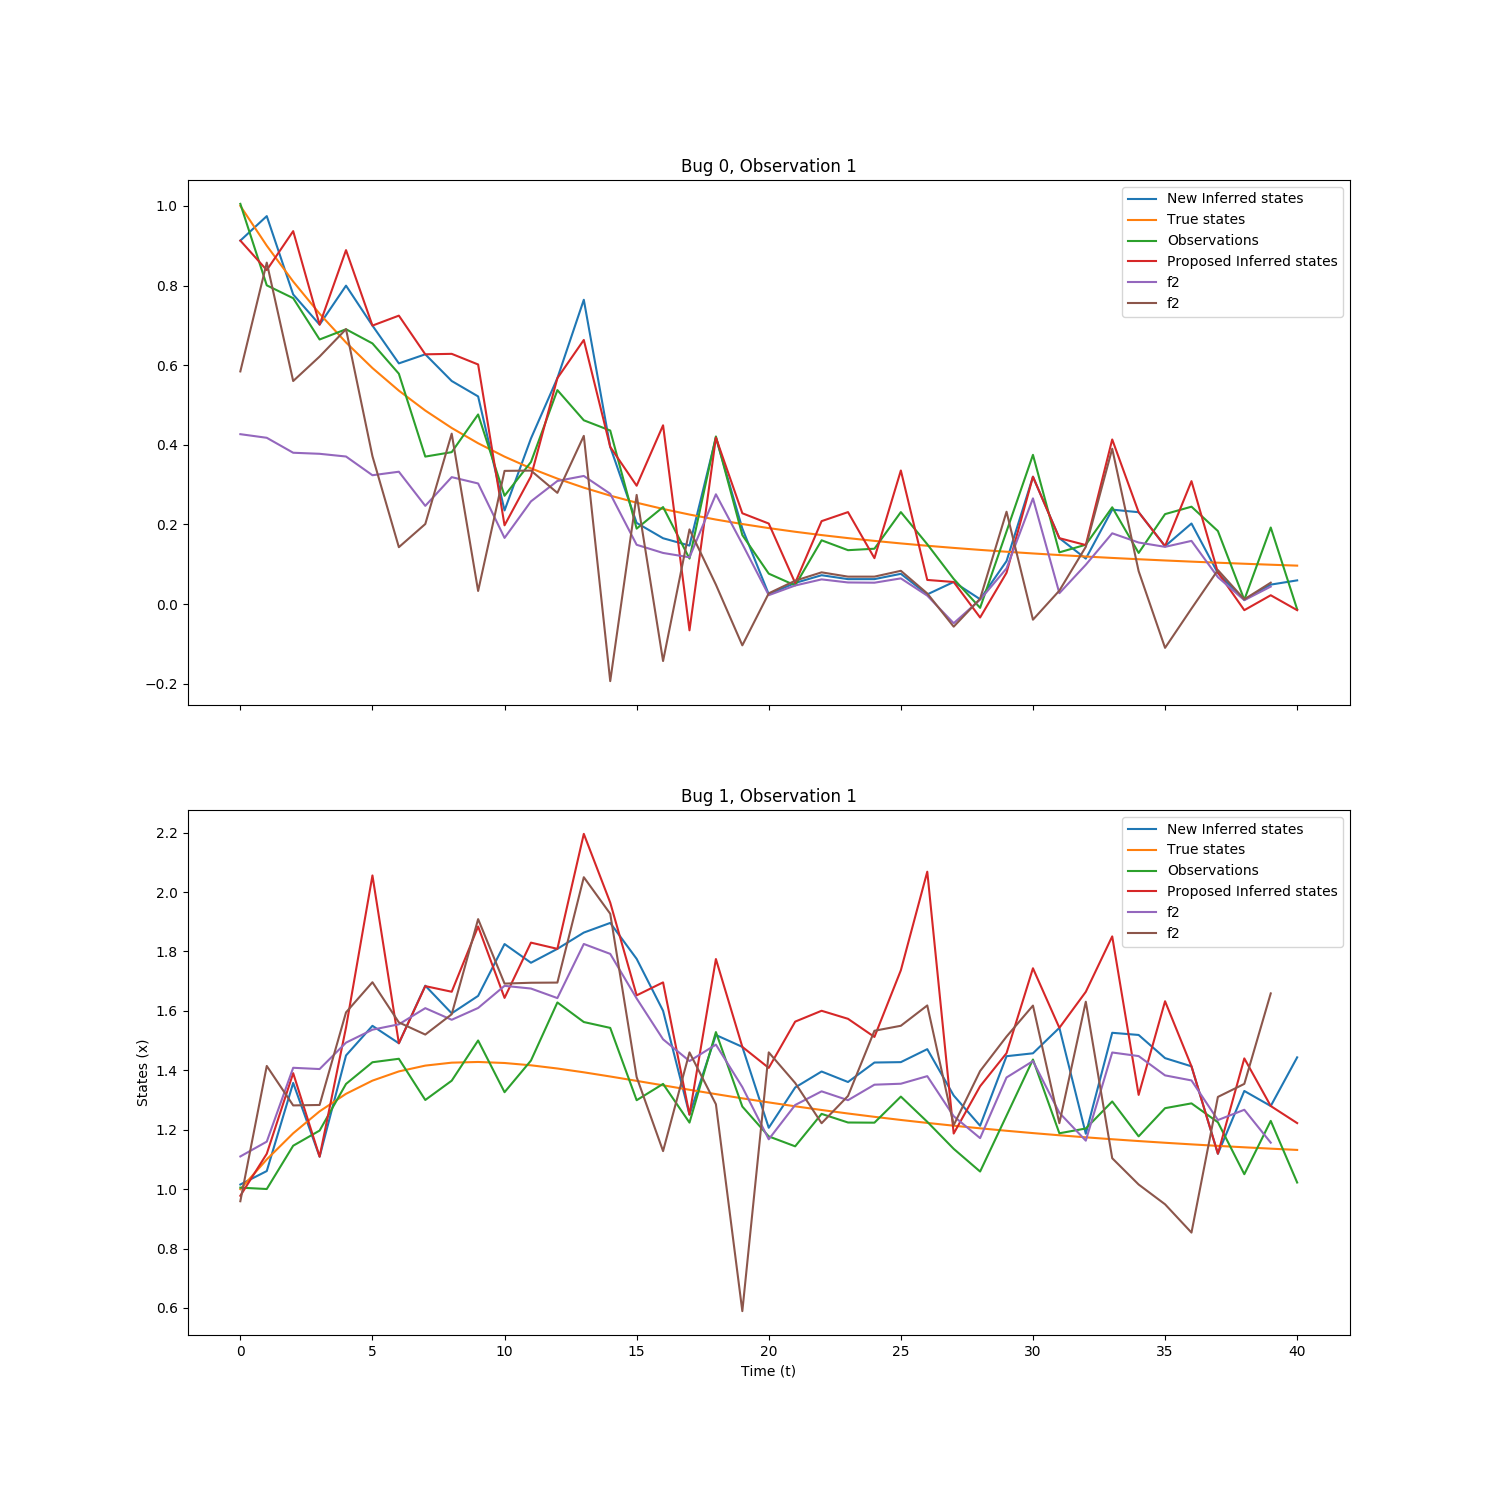 Bug 0, Observation 1
New Inferred states
True states
Observations
Proposed Inferred states
f2
f2
1.0
0.8
0.6
0.4
0.2
0.0
−0.2
Bug 1, Observation 1
New Inferred states
True states
Observations
Proposed Inferred states
f2
f2
2.2
2.0
1.8
1.6
1.4
1.2
1.0
0.8
0.6
States (x)
0 5 10 15 20 25 30 35 40
Time (t)